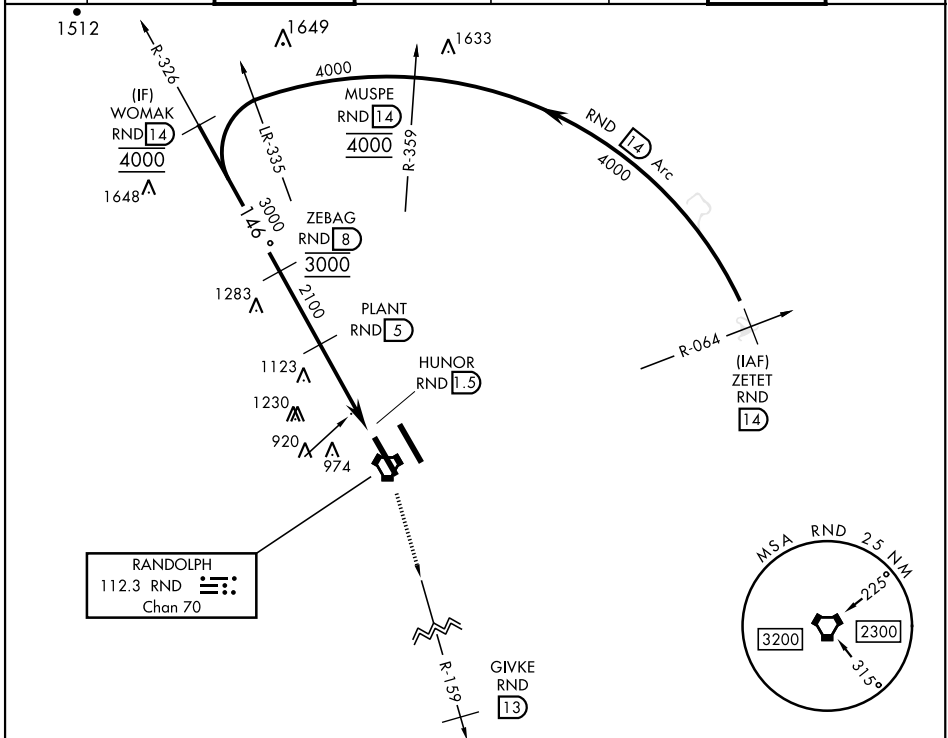 1512
R-326
1649
1633
4000
MUSPE
RND 14
4000
R-359
(IF)
WOMAK
RND 14
4000
1648
LR-335
RND 14 Arc
4000
3000
146°
ZEBAG
RND 8
3000
1283
2100
PLANT
RND 5
1123
HUNOR
RND 1.5
1230
920
974
R-064
(IAF)
ZETET
RND
14
RANDOLPH
112.3 RND
Chan 70
R-159
GIVKE
RND
13
MSA RND 25 NM
225°
3200
2300
315°